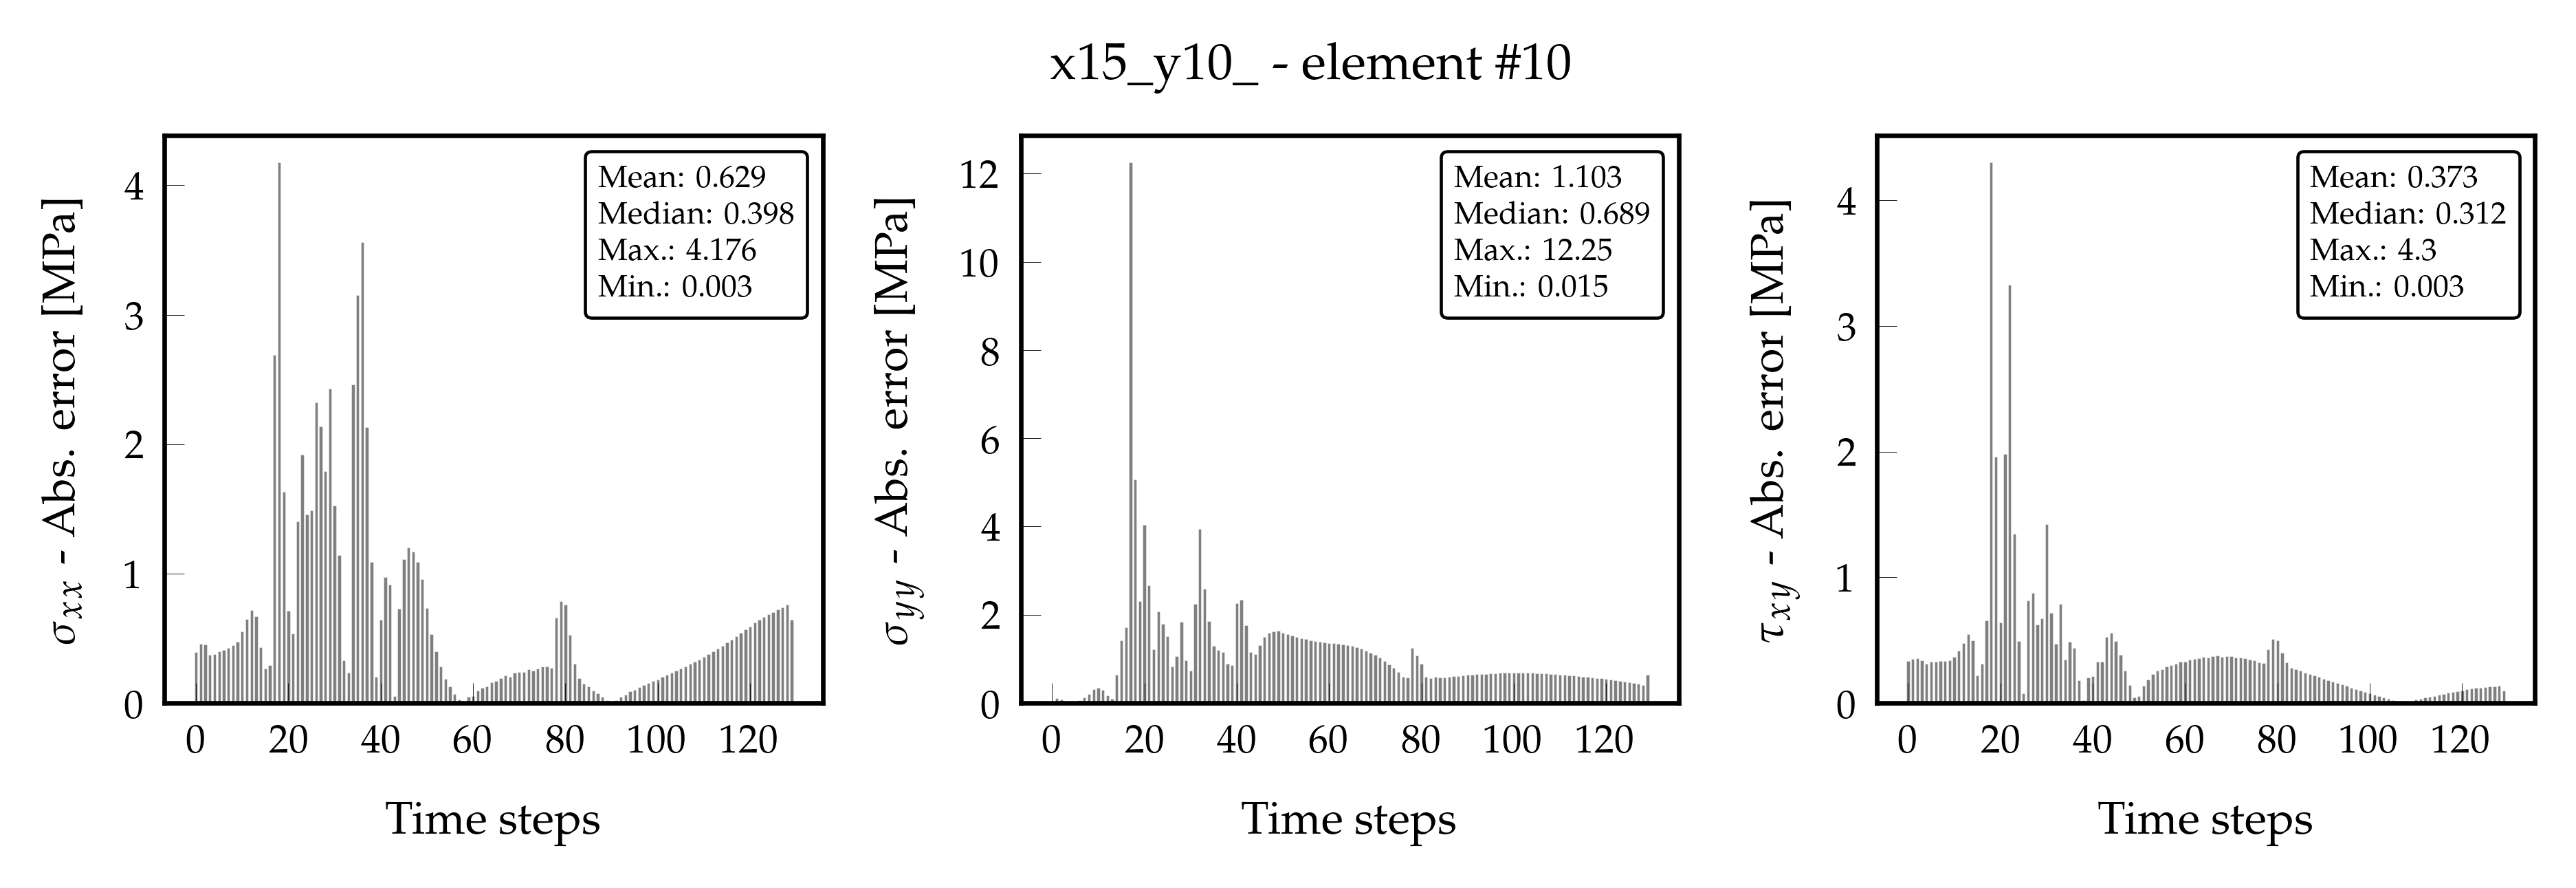 x15_y10_ - element #10
σxx - Abs. error [MPa]
4
3
2
1
0
0 20 40 60 80 100 120
Time steps
Mean: 0.629
Median: 0.398
Max.: 4.176
Min.: 0.003
σyy - Abs. error [MPa]
12
10
8
6
4
2
0
0 20 40 60 80 100 120
Time steps
Mean: 1.103
Median: 0.689
Max.: 12.25
Min.: 0.015
τxy - Abs. error [MPa]
4
3
2
1
0
0 20 40 60 80 100 120
Time steps
Mean: 0.373
Median: 0.312
Max.: 4.3
Min.: 0.003